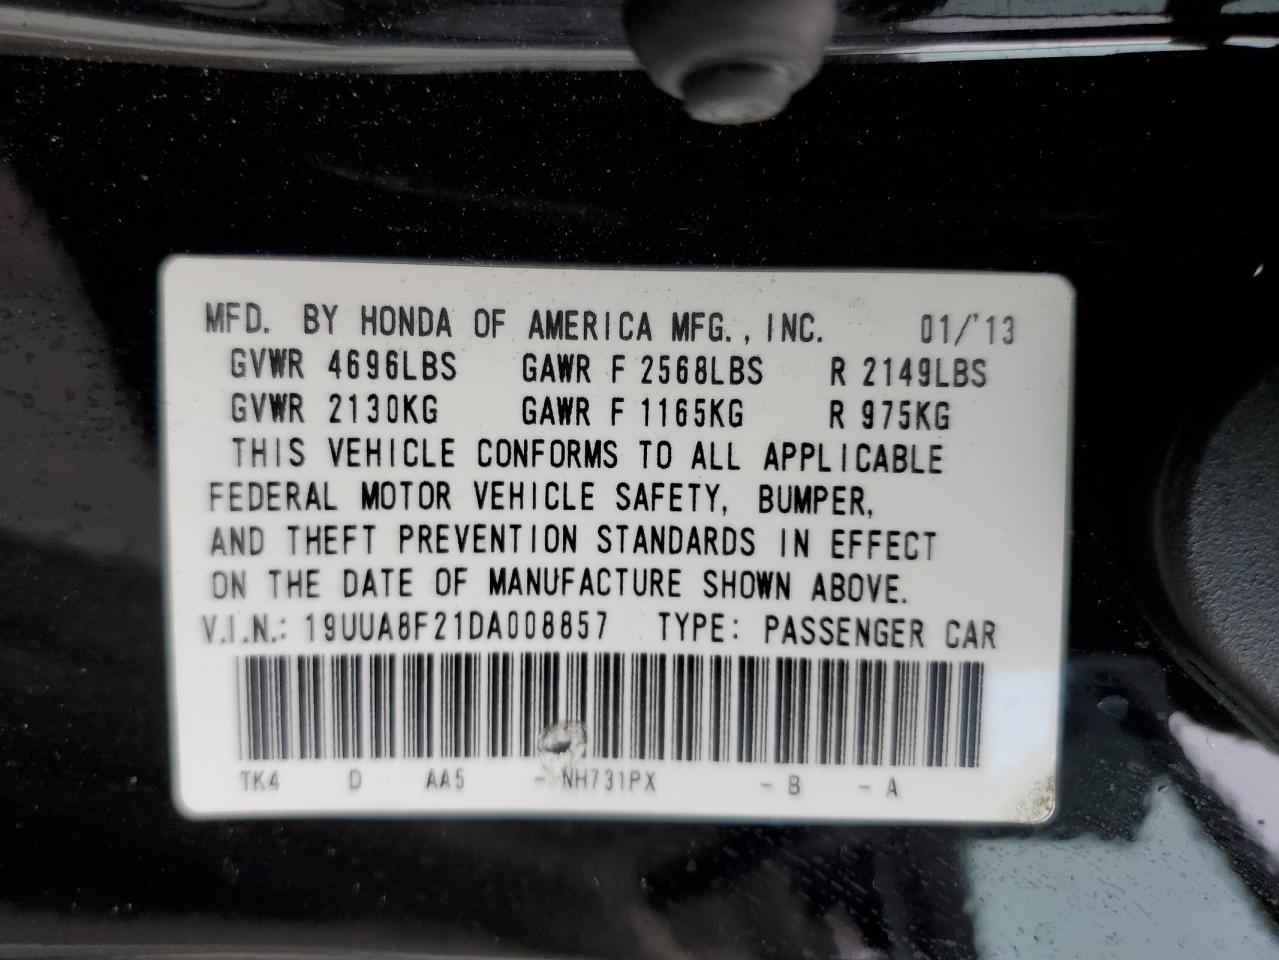 MFD. BY HONDA OF AMERICA MFG., INC. 01/'13
GVWR 4696LBS GAWR F 2568LBS R 2149LBS
GVWR 2130KG GAWR F 1165KG R 975KG
THIS VEHICLE CONFORMS TO ALL APPLICABLE
FEDERAL MOTOR VEHICLE SAFETY, BUMPER,
AND THEFT PREVENTION STANDARDS IN EFFECT
ON THE DATE OF MANUFACTURE SHOWN ABOVE.
V.I.N.: 19UUA8F21DA008857 TYPE: PASSENGER CAR
TK4 D AA5 - NH731PX - B - A